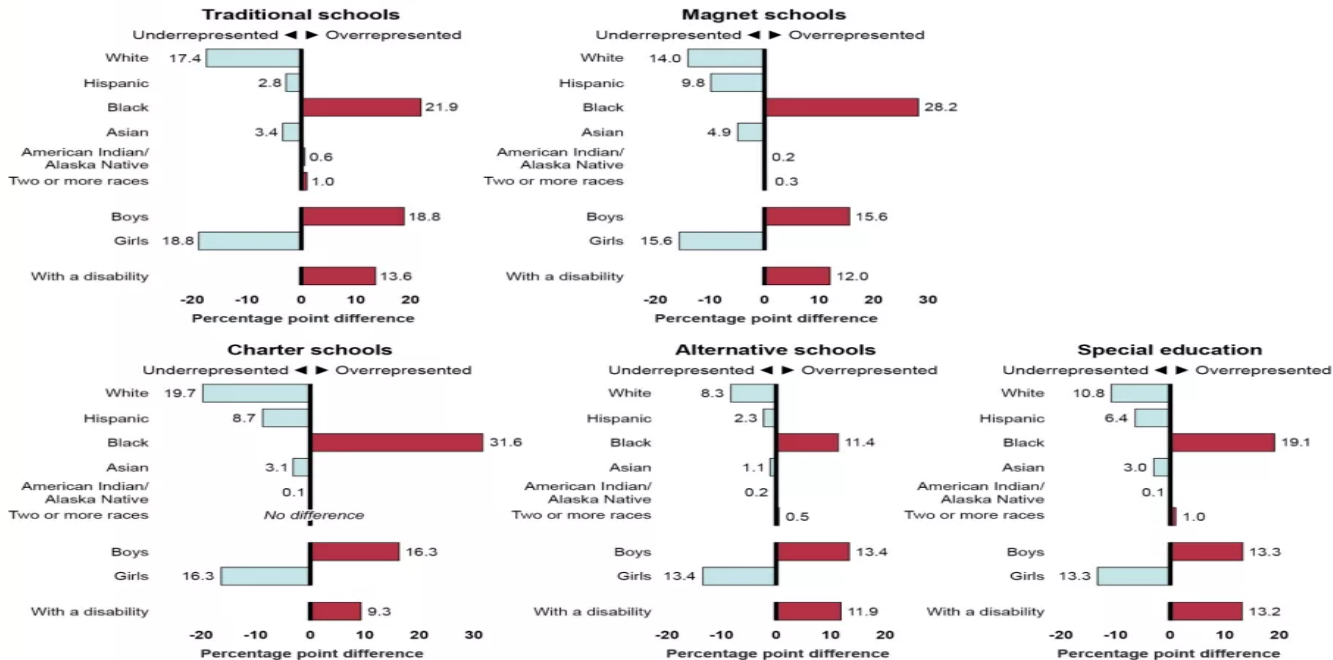 Traditional schools
Underrepresented ◄ ► Overrepresented
White 17.4
Hispanic 2.8
Black 21.9
Asian 3.4
American Indian/
Alaska Native 0.6
Two or more races 1.0
Boys 18.8
Girls 18.8
With a disability 13.6
-20 -10 0 10 20
Percentage point difference
Magnet schools
Underrepresented ◄ ► Overrepresented
White 14.0
Hispanic 9.8
Black 28.2
Asian 4.9
American Indian/
Alaska Native 0.2
Two or more races 0.3
Boys 15.6
Girls 15.6
With a disability 12.0
-20 -10 0 10 20 30
Percentage point difference
Charter schools
Underrepresented ◄ ► Overrepresented
White 19.7
Hispanic 8.7
Black 31.6
Asian 3.1
American Indian/
Alaska Native 0.1
Two or more races No difference
Boys 16.3
Girls 16.3
With a disability 9.3
-20 -10 0 10 20 30
Percentage point difference
Alternative schools
Underrepresented ◄ ► Overrepresented
White 8.3
Hispanic 2.3
Black 11.4
Asian 1.1
American Indian/
Alaska Native 0.2
Two or more races 0.5
Boys 13.4
Girls 13.4
With a disability 11.9
-20 -10 0 10 20
Percentage point difference
Special education
Underrepresented ◄ ► Overrepresented
White 10.8
Hispanic 6.4
Black 19.1
Asian 3.0
American Indian/
Alaska Native 0.1
Two or more races 1.0
Boys 13.3
Girls 13.3
With a disability 13.2
-20 -10 0 10 20
Percentage point difference